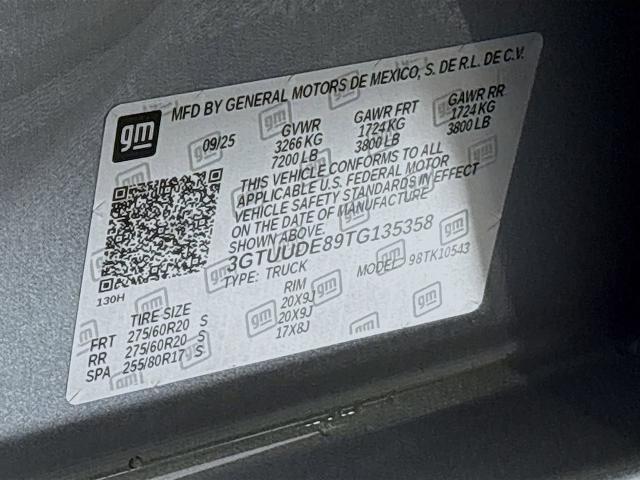 MFD BY GENERAL MOTORS DE MEXICO, S. DE R.L. DE C.V.
gm
09/25 GVWR GAWR FRT GAWR RR
3266 KG 1724 KG 1724 KG
7200 LB 3800 LB 3800 LB
THIS VEHICLE CONFORMS TO ALL
APPLICABLE U.S. FEDERAL MOTOR
VEHICLE SAFETY STANDARDS IN EFFECT
ON THE DATE OF MANUFACTURE
SHOWN ABOVE.
3GTUUDE89TG135358
TYPE: TRUCK MODEL: 98TK10543
130H
TIRE SIZE RIM
FRT 275/60R20 S 20X9J
RR 275/60R20 S 20X9J
SPA 255/80R17 S 17X8J